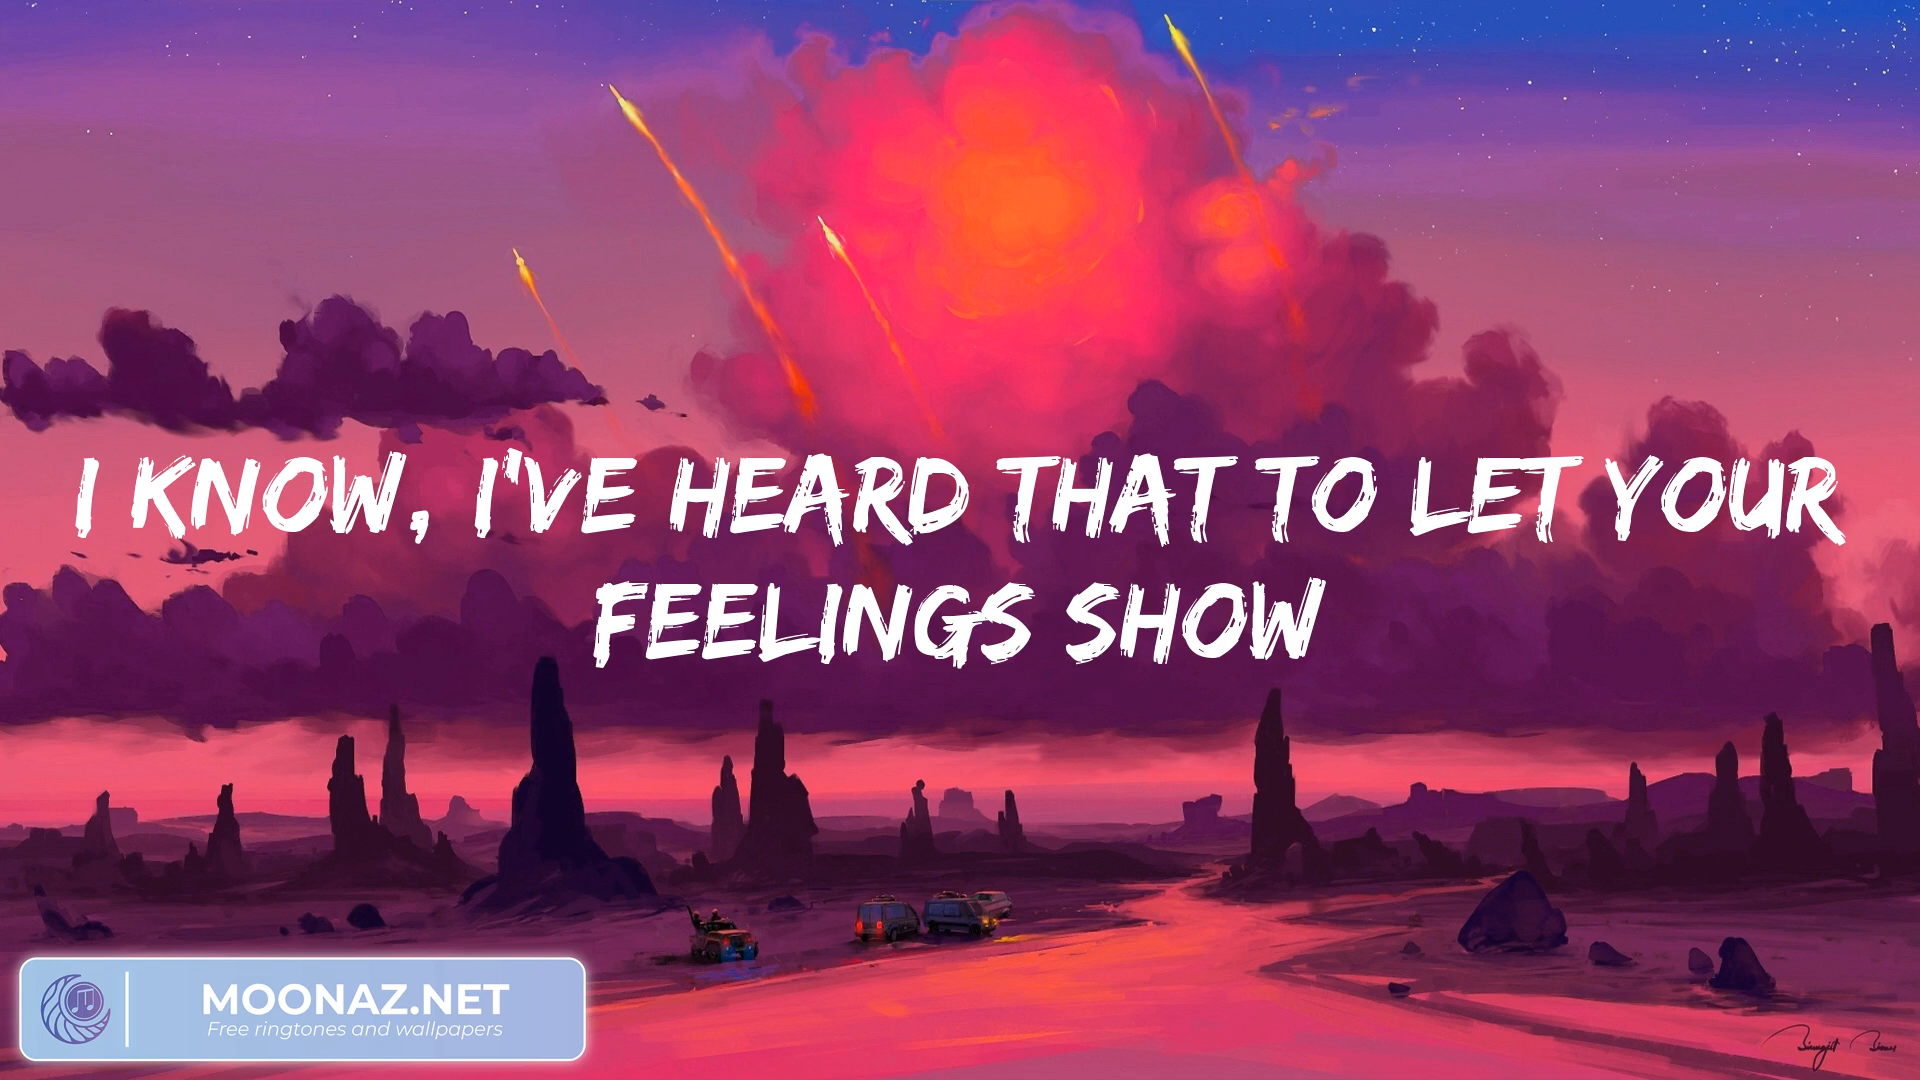 I KNOW, I'VE HEARD THAT TO LET YOUR
FEELINGS SHOW
MOONAZ.NET
Free ringtones and wallpapers